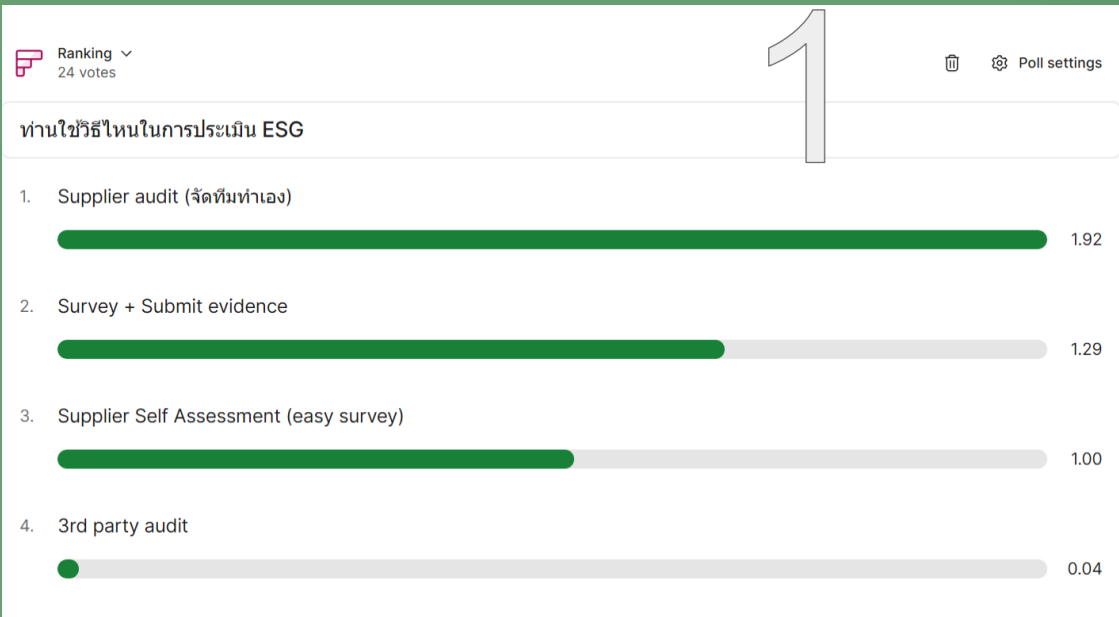 Ranking
24 votes
1
Poll settings
ท่านใช้วิธีไหนในการประเมิน ESG
1. Supplier audit (จัดทีมทำเอง)
1.92
2. Survey + Submit evidence
1.29
3. Supplier Self Assessment (easy survey)
1.00
4. 3rd party audit
0.04